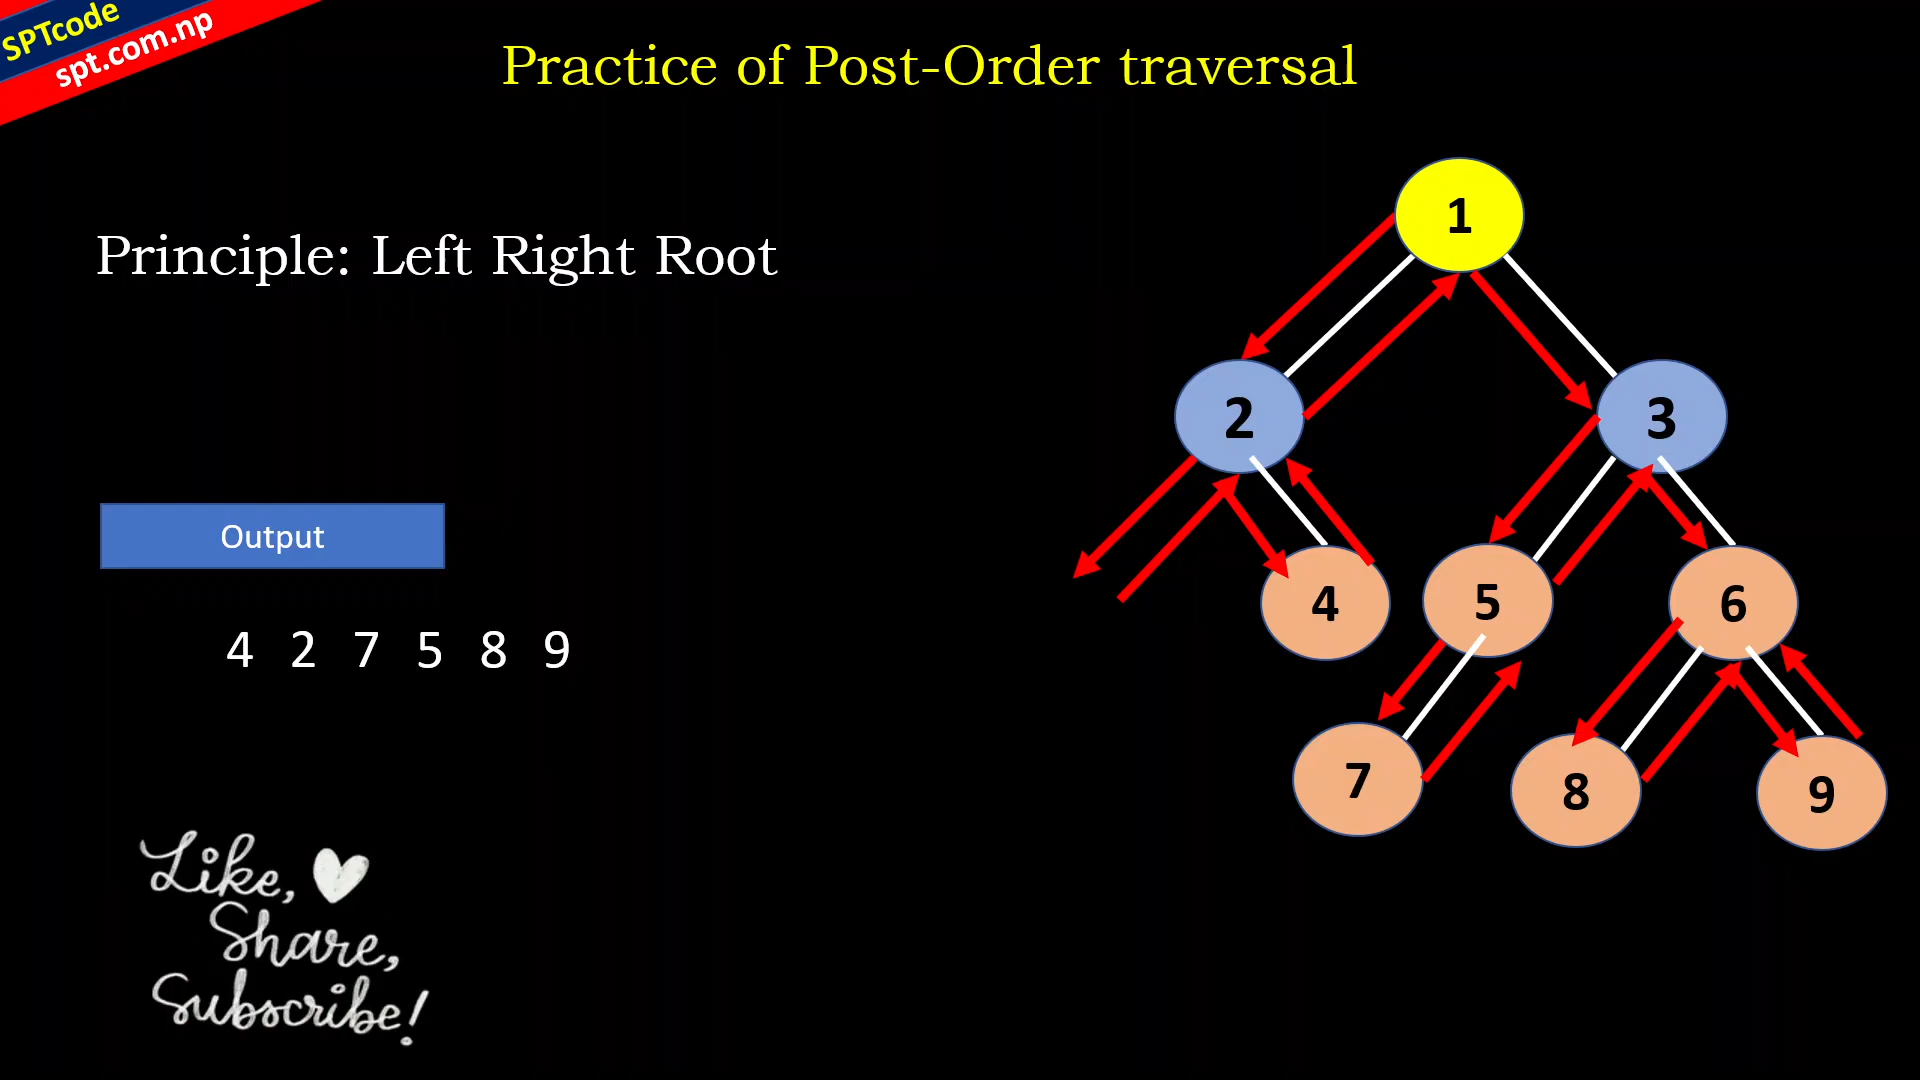 SPTcode
spt.com.np
Practice of Post-Order traversal
Principle: Left Right Root
Output
4 2 7 5 8 9
1
2
3
4
5
6
7
8
9
Like,
Share,
Subscribe!